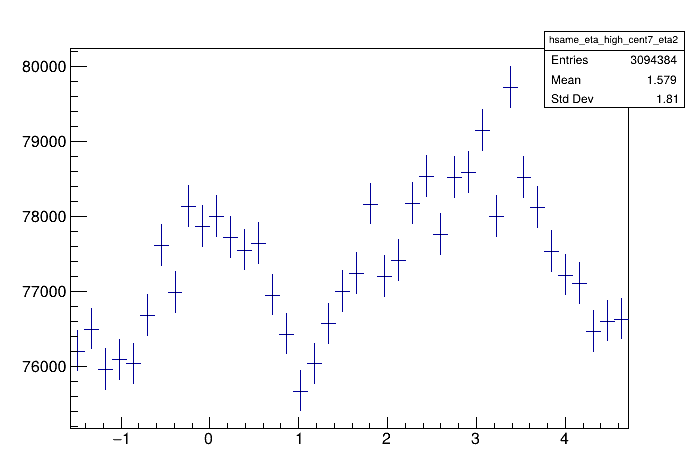 hsame_eta_high_cent7_eta2
Entries 3094384
Mean 1.579
Std Dev 1.81
80000
79000
78000
77000
76000
−1 0 1 2 3 4